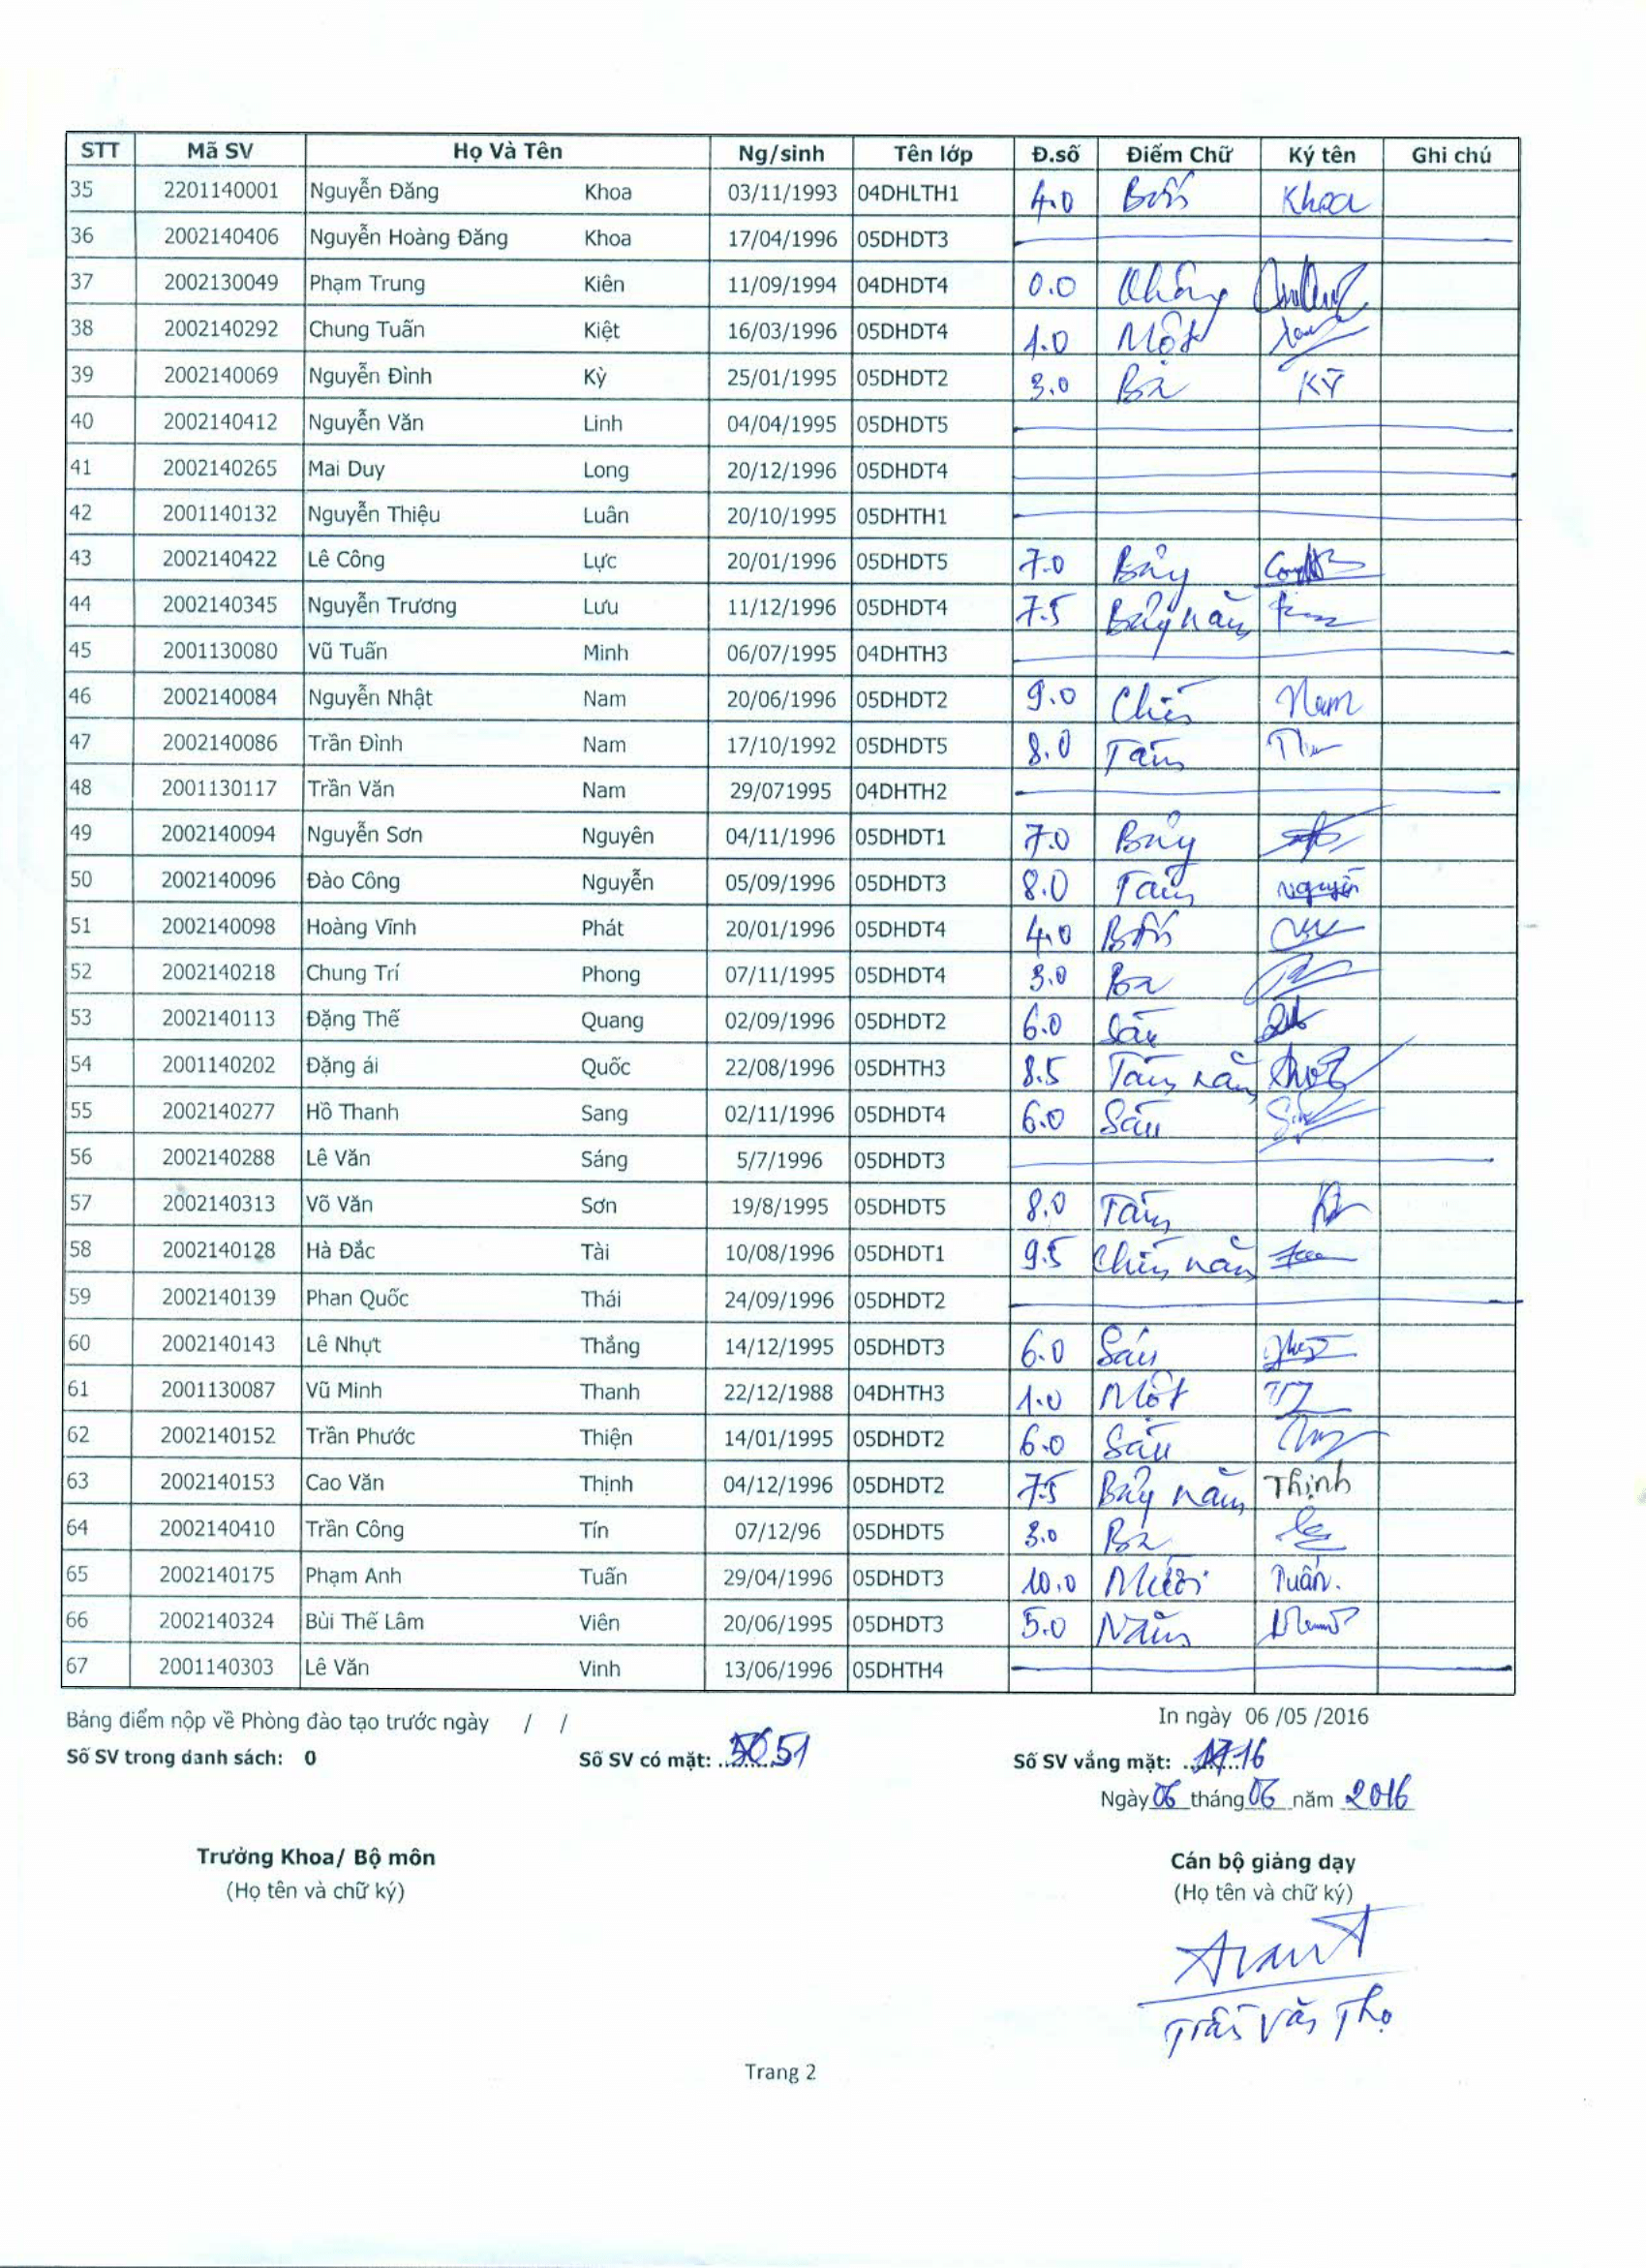 STT Mã SV Họ Và Tên Ng/sinh Tên lớp Đ.số Điểm Chữ Ký tên Ghi chú
35 2201140001 Nguyễn Đăng Khoa 03/11/1993 04DHLTH1 4.0 Bốn Khoa
36 2002140406 Nguyễn Hoàng Đăng Khoa 17/04/1996 05DHDT3
37 2002130049 Phạm Trung Kiên 11/09/1994 04DHDT4 0.0 Không
38 2002140292 Chung Tuấn Kiệt 16/03/1996 05DHDT4 1.0 Một
39 2002140069 Nguyễn Đình Kỳ 25/01/1995 05DHDT2 3.0 Ba Kỳ
40 2002140412 Nguyễn Văn Linh 04/04/1995 05DHDT5
41 2002140265 Mai Duy Long 20/12/1996 05DHDT4
42 2001140132 Nguyễn Thiệu Luân 20/10/1995 05DHTH1
43 2002140422 Lê Công Lực 20/01/1996 05DHDT5 7.0 Bảy
44 2002140345 Nguyễn Trương Lưu 11/12/1996 05DHDT4 7.5 Bảy năm
45 2001130080 Vũ Tuấn Minh 06/07/1995 04DHTH3
46 2002140084 Nguyễn Nhật Nam 20/06/1996 05DHDT2 9.0 Chín Nam
47 2002140086 Trần Đình Nam 17/10/1992 05DHDT5 8.0 Tám
48 2001130117 Trần Văn Nam 29/071995 04DHTH2
49 2002140094 Nguyễn Sơn Nguyên 04/11/1996 05DHDT1 7.0 Bảy
50 2002140096 Đào Công Nguyễn 05/09/1996 05DHDT3 8.0 Tám Nguyễn
51 2002140098 Hoàng Vĩnh Phát 20/01/1996 05DHDT4 4.0 Bốn
52 2002140218 Chung Trí Phong 07/11/1995 05DHDT4 3.0 Ba
53 2002140113 Đặng Thế Quang 02/09/1996 05DHDT2 6.0 Sáu
54 2001140202 Đặng ái Quốc 22/08/1996 05DHTH3 8.5 Tám năm
55 2002140277 Hồ Thanh Sang 02/11/1996 05DHDT4 6.0 Sáu
56 2002140288 Lê Văn Sáng 5/7/1996 05DHDT3
57 2002140313 Võ Văn Sơn 19/8/1995 05DHDT5 8.0 Tám
58 2002140128 Hà Đắc Tài 10/08/1996 05DHDT1 9.5 Chín năm
59 2002140139 Phan Quốc Thái 24/09/1996 05DHDT2
60 2002140143 Lê Nhựt Thắng 14/12/1995 05DHDT3 6.0 Sáu
61 2001130087 Vũ Minh Thanh 22/12/1988 04DHTH3 1.0 Một
62 2002140152 Trần Phước Thiện 14/01/1995 05DHDT2 6.0 Sáu
63 2002140153 Cao Văn Thịnh 04/12/1996 05DHDT2 7.5 Bảy năm Thịnh
64 2002140410 Trần Công Tín 07/12/96 05DHDT5 3.0 Ba
65 2002140175 Phạm Anh Tuấn 29/04/1996 05DHDT3 10.0 Mười Tuấn.
66 2002140324 Bùi Thế Lâm Viên 20/06/1995 05DHDT3 5.0 Năm
67 2001140303 Lê Văn Vinh 13/06/1996 05DHTH4
Bảng điểm nộp về Phòng đào tạo trước ngày / / In ngày 06 /05 /2016
Số SV trong danh sách: 0 Số SV có mặt: 51 Số SV vắng mặt: 16
Ngày 06 tháng 06 năm 2016
Trưởng Khoa/ Bộ môn Cán bộ giảng dạy
(Họ tên và chữ ký) (Họ tên và chữ ký)
Trần Văn Thọ
Trang 2